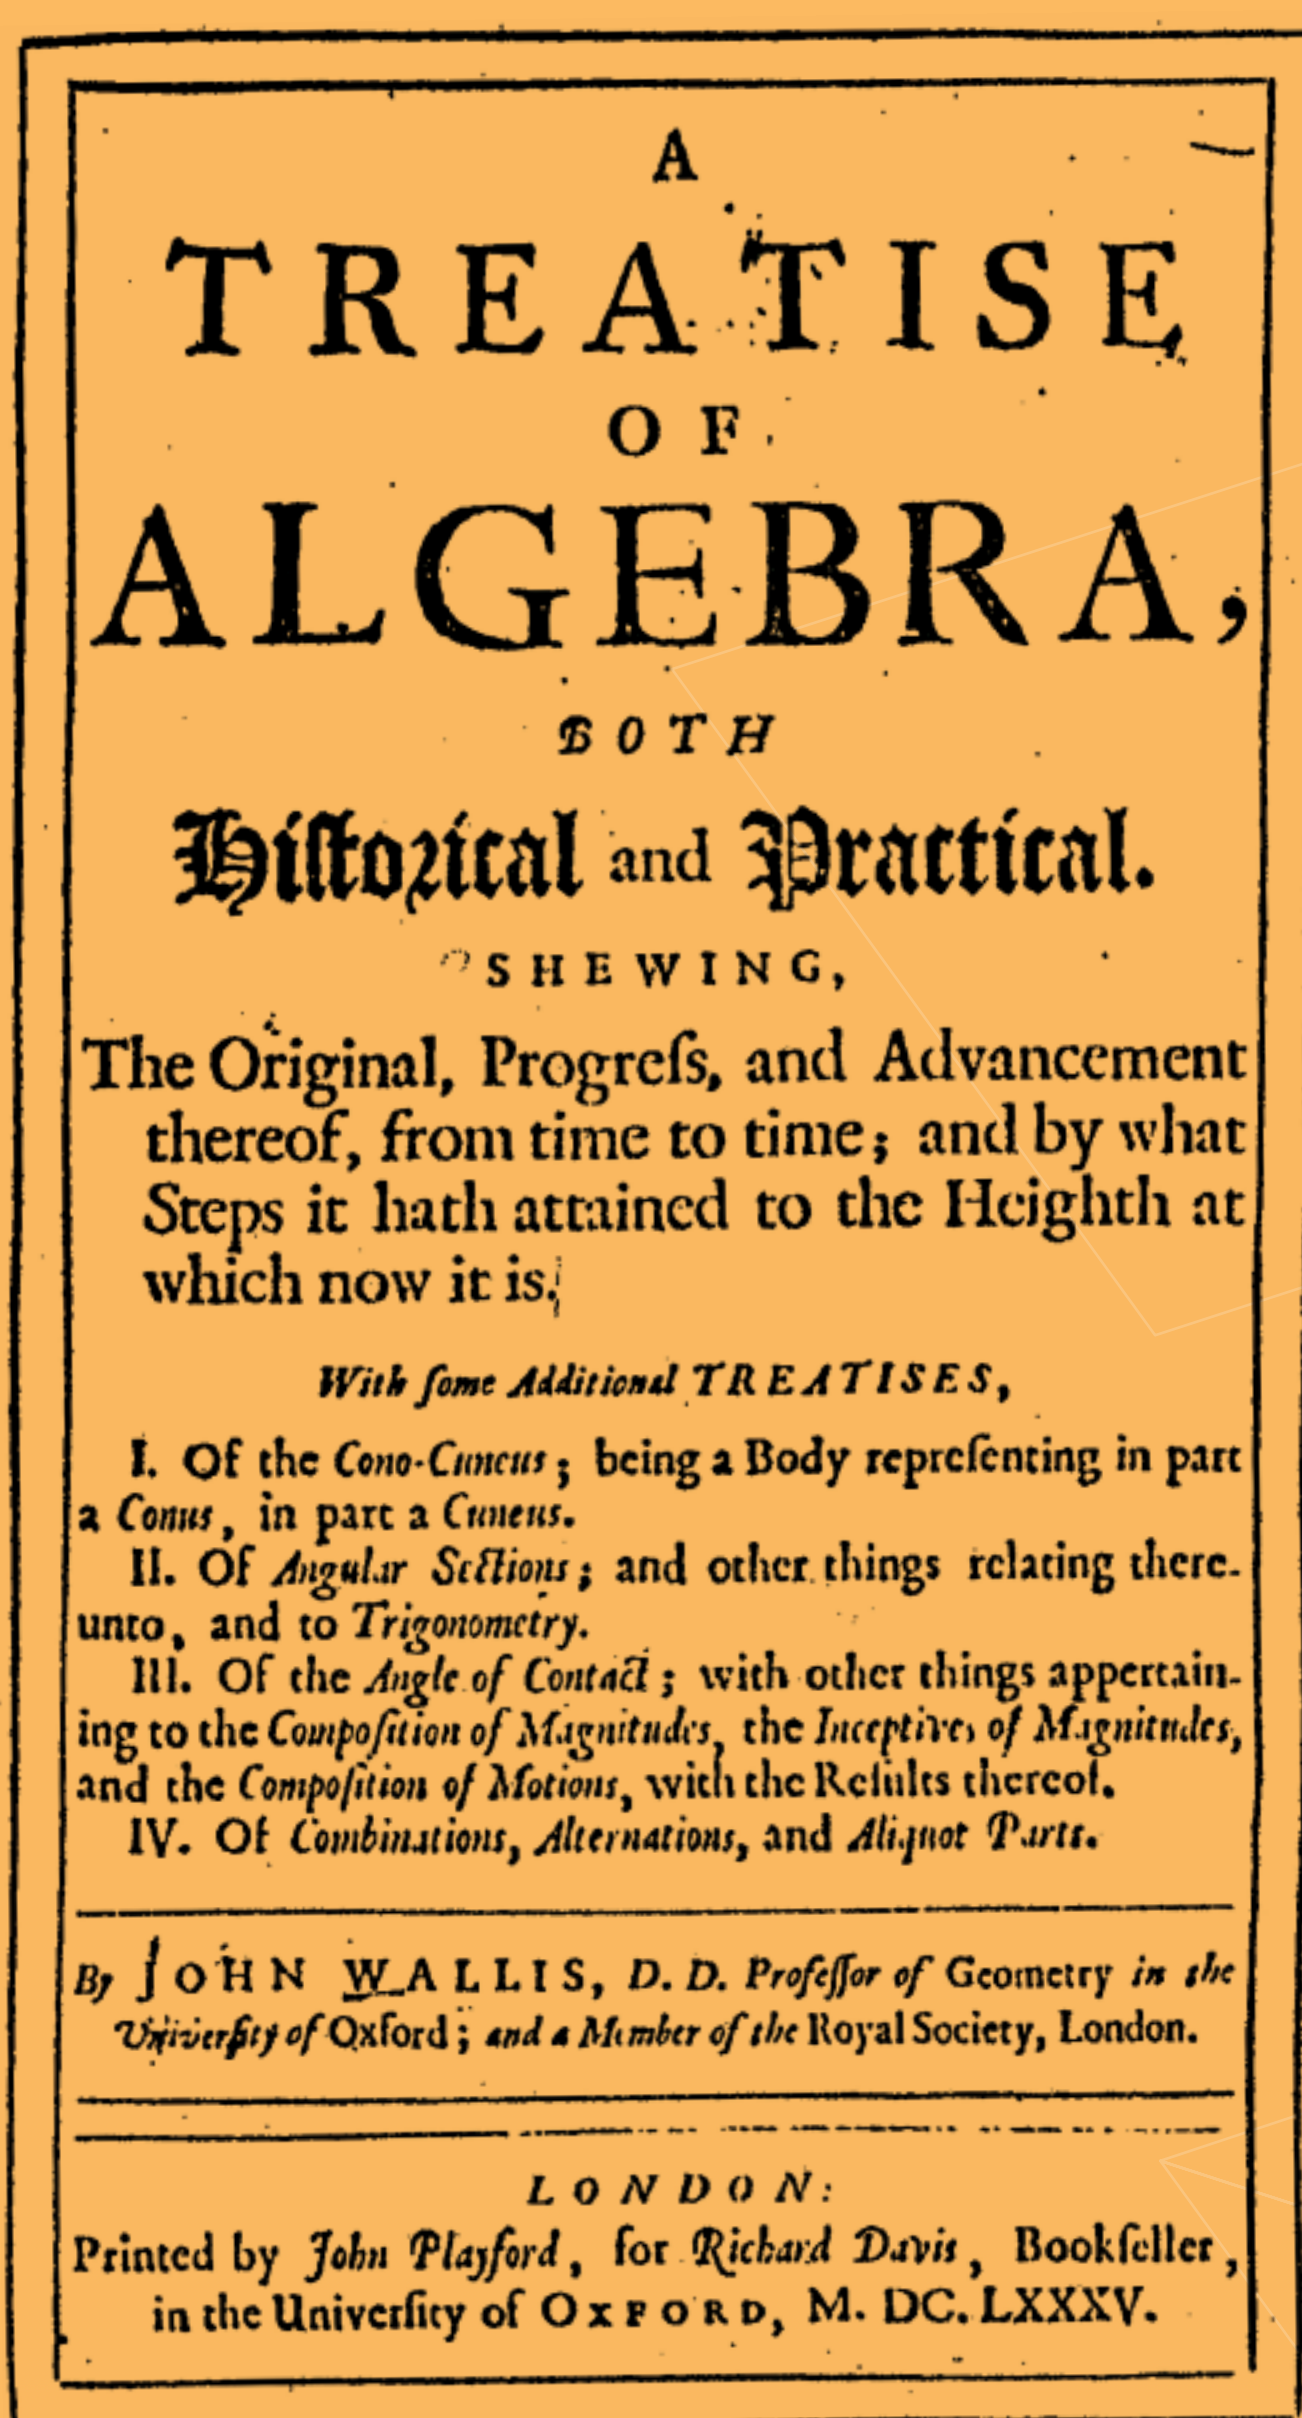 A
TREATISE
OF
ALGEBRA,
BOTH
Hiſtorical and Practical.
SHEWING,
The Original, Progreſs, and Advancement
thereof, from time to time; and by what
Steps it hath attained to the Heighth at
which now it is.
With ſome Additional TREATISES,
I. Of the Cono-Cuneus; being a Body repreſenting in part
a Conus, in part a Cuneus.
II. Of Angular Sections; and other things relating there-
unto, and to Trigonometry.
III. Of the Angle of Contact; with other things appertain-
ing to the Compoſition of Magnitudes, the Inceptives of Magnitudes,
and the Compoſition of Motions, with the Reſults thereof.
IV. Of Combinations, Alternations, and Aliquot Parts.
By JOHN WALLIS, D. D. Profeſſor of Geometry in the
Univerſity of Oxford; and a Member of the Royal Society, London.
LONDON:
Printed by John Playford, for Richard Davis, Bookſeller,
in the Univerſity of OXFORD, M. DC. LXXXV.